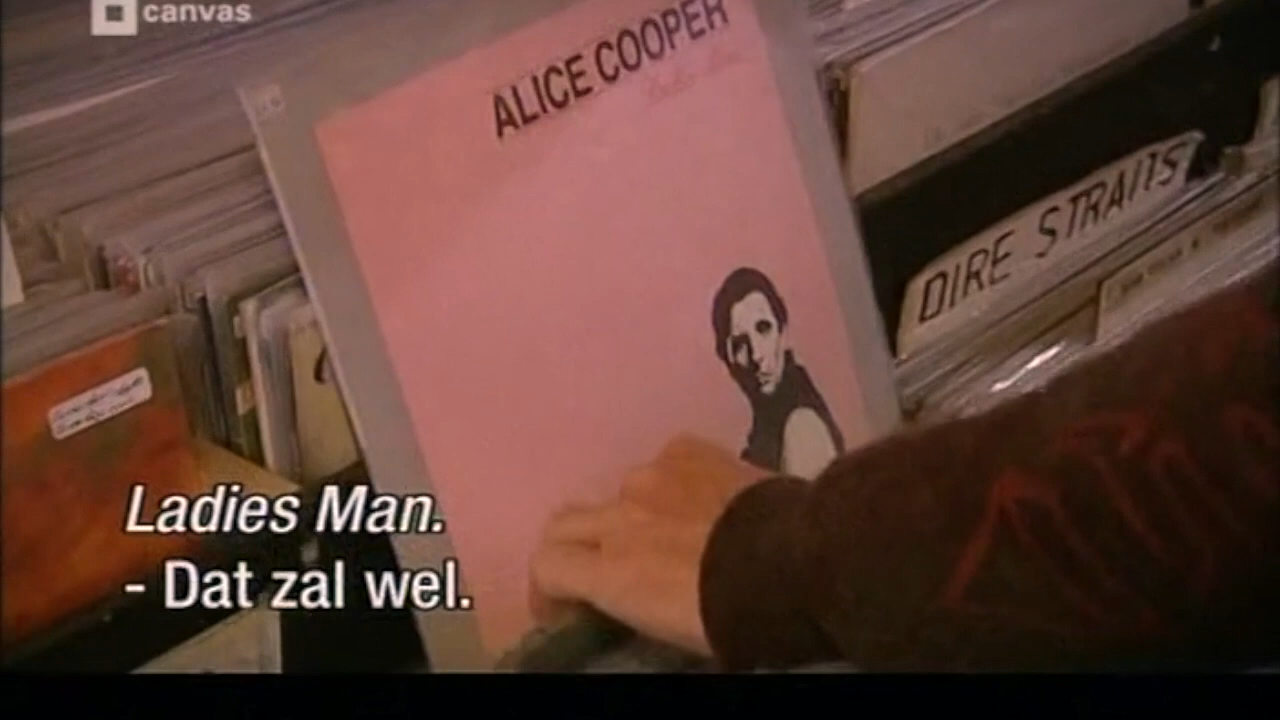 canvas
ALICE COOPER
DIRE STRAITS
Ladies Man.
- Dat zal wel.